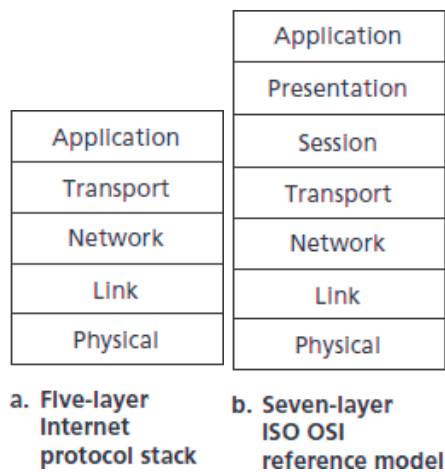 Application
Transport
Network
Link
Physical
a. Five-layer
Internet
protocol stack
Application
Presentation
Session
Transport
Network
Link
Physical
b. Seven-layer
ISO OSI
reference model